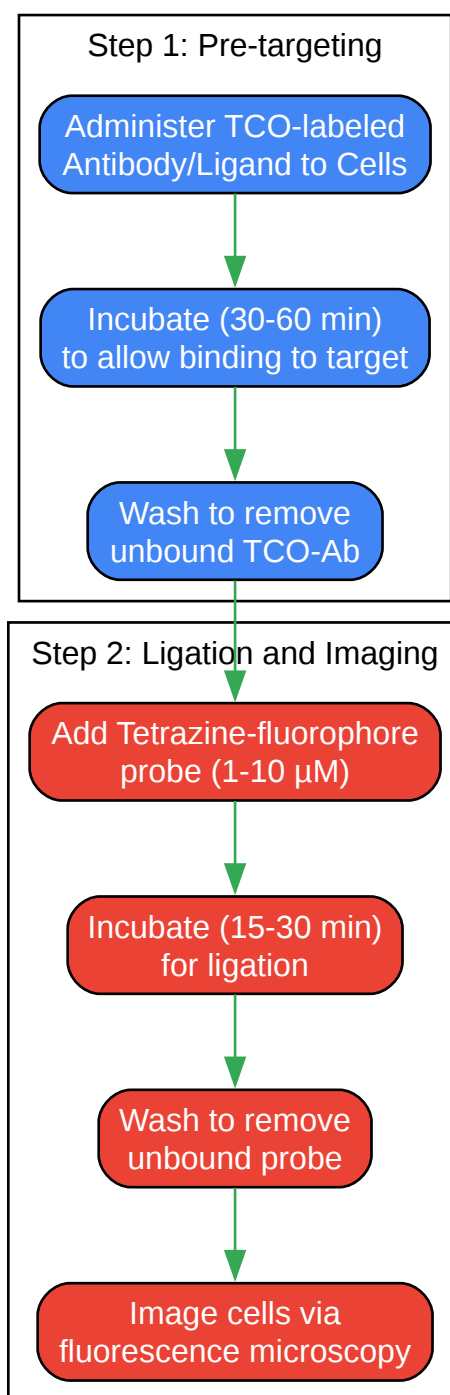 Step 1: Pre-targeting
Administer TCO-labeled
Antibody/Ligand to Cells
Incubate (30-60 min)
to allow binding to target
Wash to remove
unbound TCO-Ab
Step 2: Ligation and Imaging
Add Tetrazine-fluorophore
probe (1-10 µM)
Incubate (15-30 min)
for ligation
Wash to remove
unbound probe
Image cells via
fluorescence microscopy